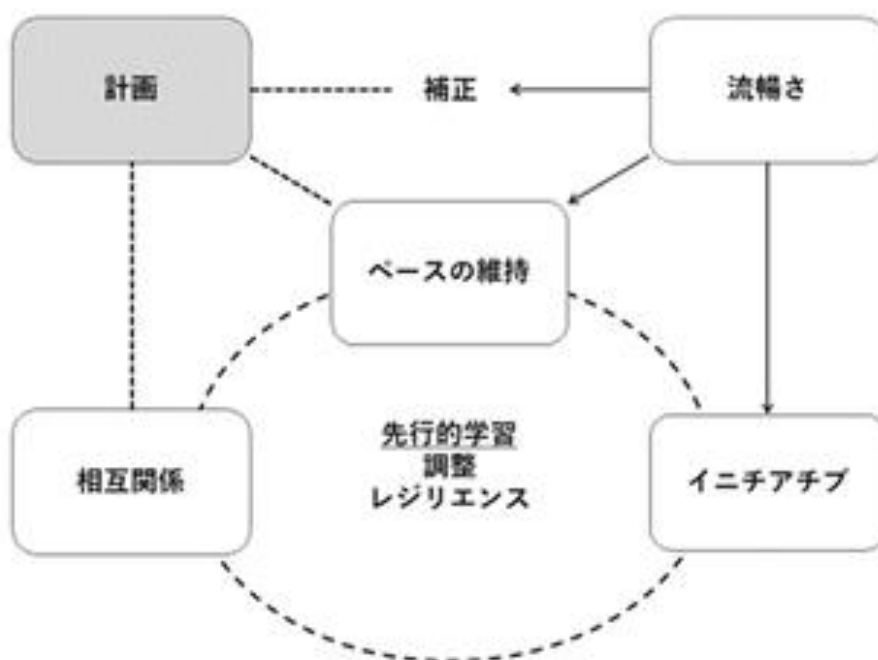 計画
補正
流暢さ
ペースの維持
先行的学習
調整
レジリエンス
相互関係
イニチアチブ